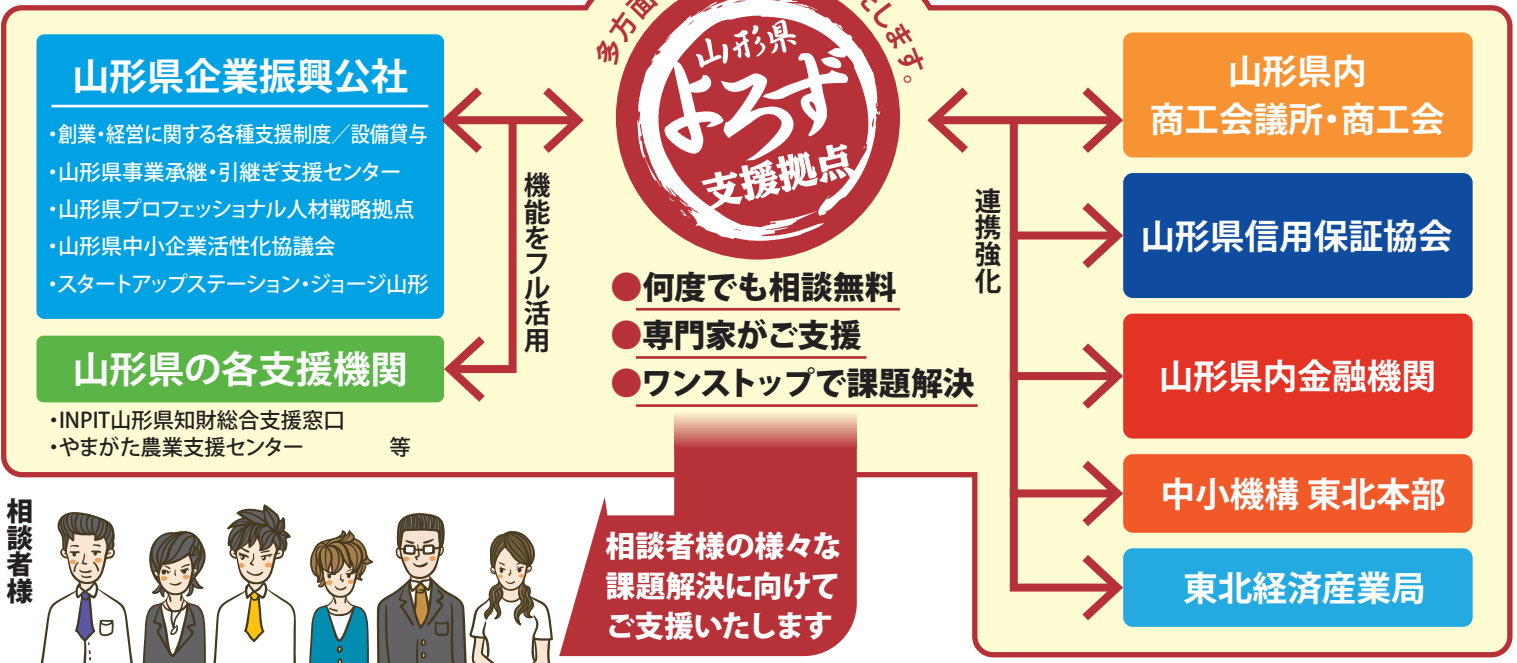 多方面
します。
山形県
よろず
支援拠点
山形県企業振興公社
・創業・経営に関する各種支援制度／設備貸与
・山形県事業承継・引継ぎ支援センター
・山形県プロフェッショナル人材戦略拠点
・山形県中小企業活性化協議会
・スタートアップステーション・ジョージ山形
山形県の各支援機関
・INPIT山形県知財総合支援窓口
・やまがた農業支援センター　等
機能をフル活用
●何度でも相談無料
●専門家がご支援
●ワンストップで課題解決
連携強化
山形県内
商工会議所・商工会
山形県信用保証協会
山形県内金融機関
中小機構 東北本部
東北経済産業局
相談者様
相談者様の様々な
課題解決に向けて
ご支援いたします